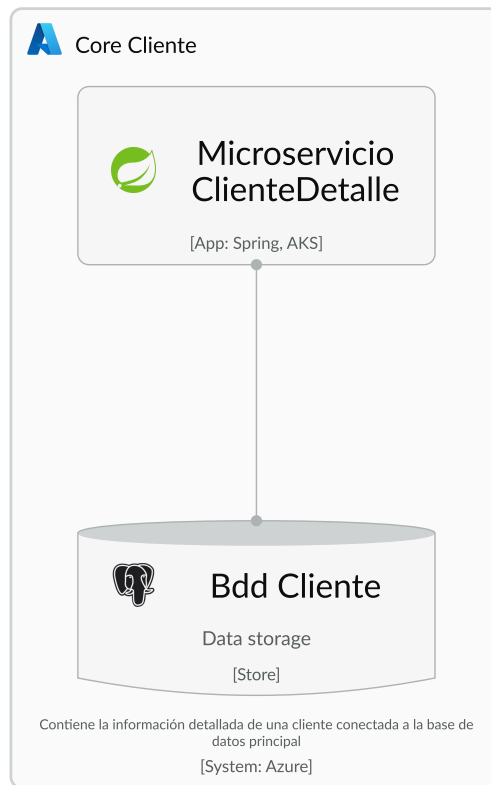 Core Cliente
Microservicio
ClienteDetalle
[App: Spring, AKS]
Bdd Cliente
Data storage
[Store]
Contiene la información detallada de una cliente conectada a la base de
datos principal
[System: Azure]